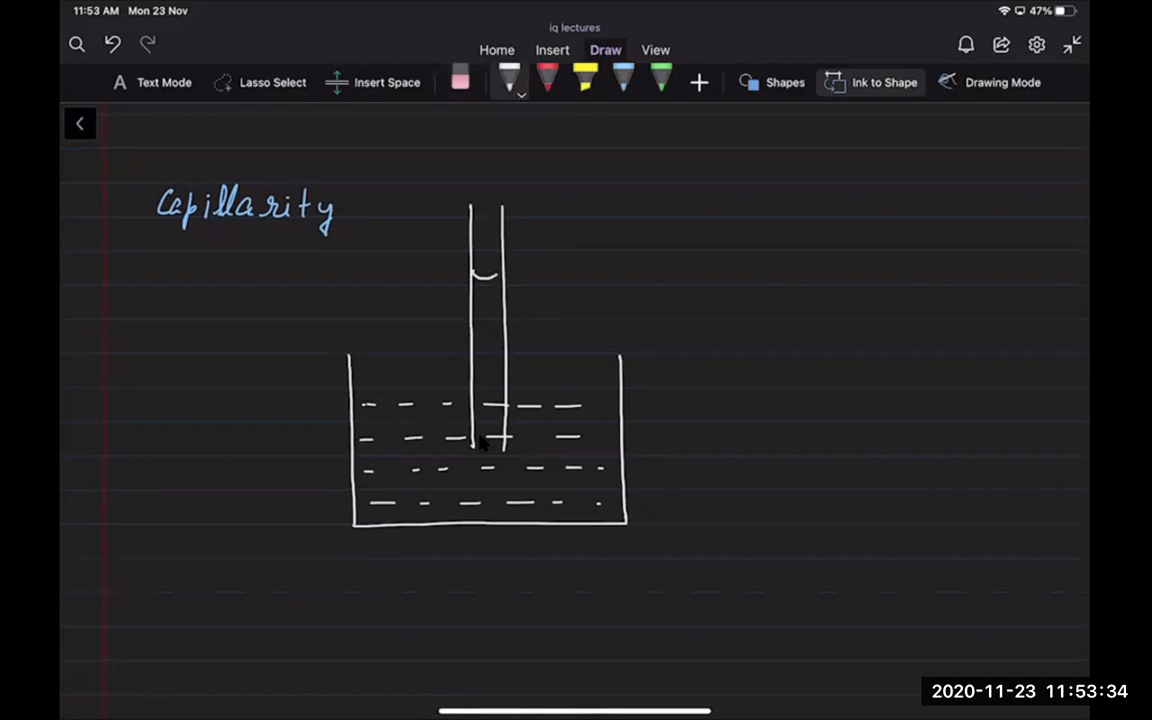 11:53 AM Mon 23 Nov
47%
iq lectures
Home Insert Draw View
Text Mode Lasso Select Insert Space Shapes Ink to Shape Drawing Mode
Capillarity
2020-11-23 11:53:34